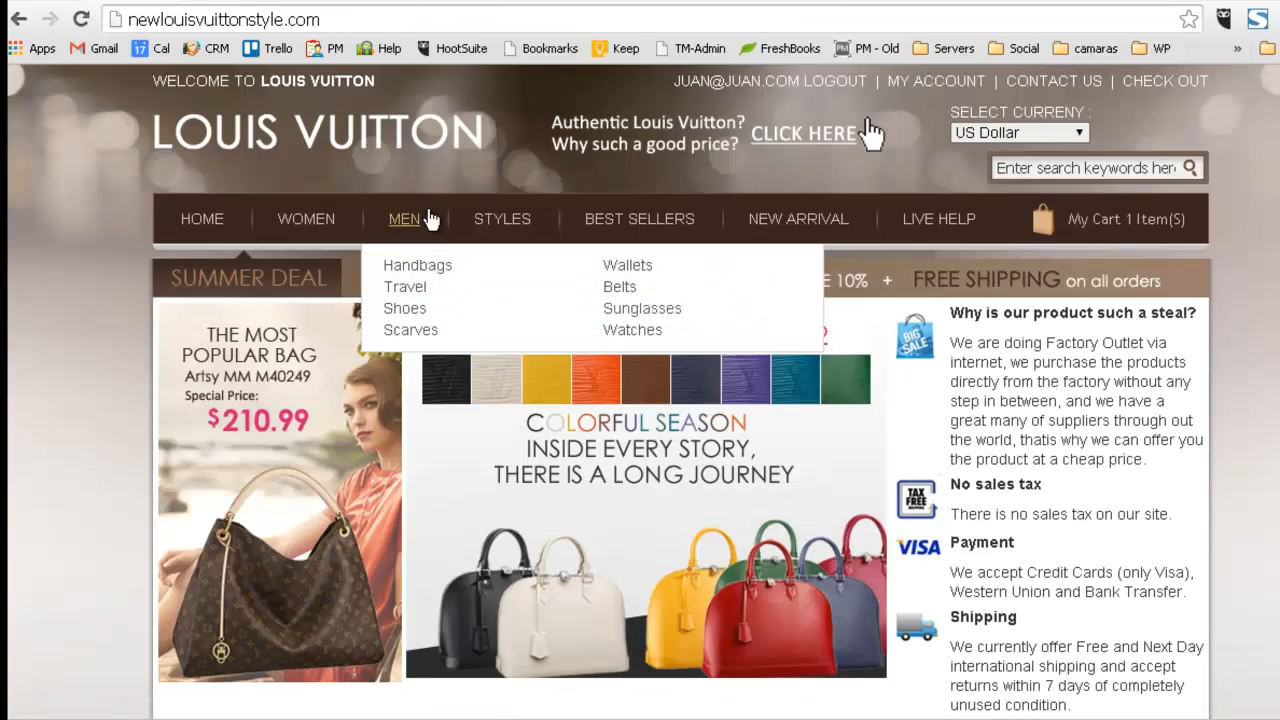 newlouisvuittonstyle.com
Apps Gmail 17 Cal CRM Trello PM Help HootSuite Bookmarks Keep TM-Admin FreshBooks PM PM - Old Servers Social camaras WP »
WELCOME TO LOUIS VUITTON
JUAN@JUAN.COM LOGOUT | MY ACCOUNT | CONTACT US | CHECK OUT
LOUIS VUITTON
Authentic Louis Vuitton?
Why such a good price?
CLICK HERE
SELECT CURRENY :
US Dollar
Enter search keywords her
HOME WOMEN MEN STYLES BEST SELLERS NEW ARRIVAL LIVE HELP My Cart 1 Item(S)
Handbags Wallets
Travel Belts
Shoes Sunglasses
Scarves Watches
SUMMER DEAL
10% + FREE SHIPPING on all orders
THE MOST
POPULAR BAG
Artsy MM M40249
Special Price:
$210.99
COLORFUL SEASON
INSIDE EVERY STORY,
THERE IS A LONG JOURNEY
BIG SALE
Why is our product such a steal?
We are doing Factory Outlet via
internet, we purchase the products
directly from the factory without any
step in between, and we have a
great many of suppliers through out
the world, thatis why we can offer you
the product at a cheap price.
TAX
FREE
No sales tax
There is no sales tax on our site.
VISA
Payment
We accept Credit Cards (only Visa),
Western Union and Bank Transfer.
Shipping
We currently offer Free and Next Day
international shipping and accept
returns within 7 days of completely
unused condition.